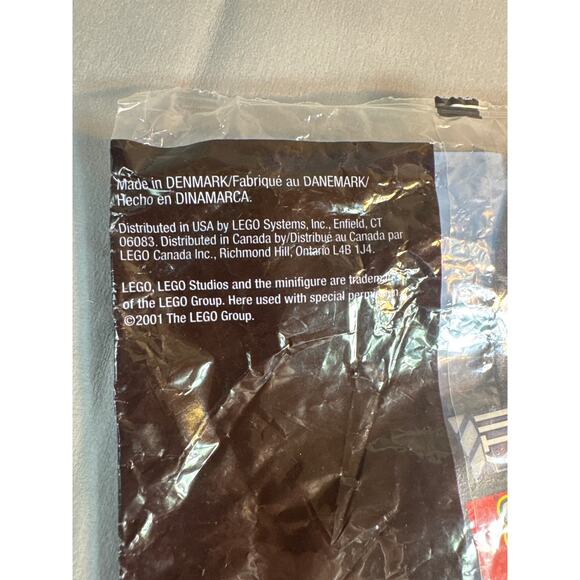 Made in DENMARK/Fabriqué au DANEMARK/
Hecho en DINAMARCA.
Distributed in USA by LEGO Systems, Inc., Enfield, CT
06083. Distributed in Canada by/Distribué au Canada par
LEGO Canada Inc., Richmond Hill, Ontario L4B 1J4.
LEGO, LEGO Studios and the minifigure are trademarks
of the LEGO Group. Here used with special permission.
©2001 The LEGO Group.